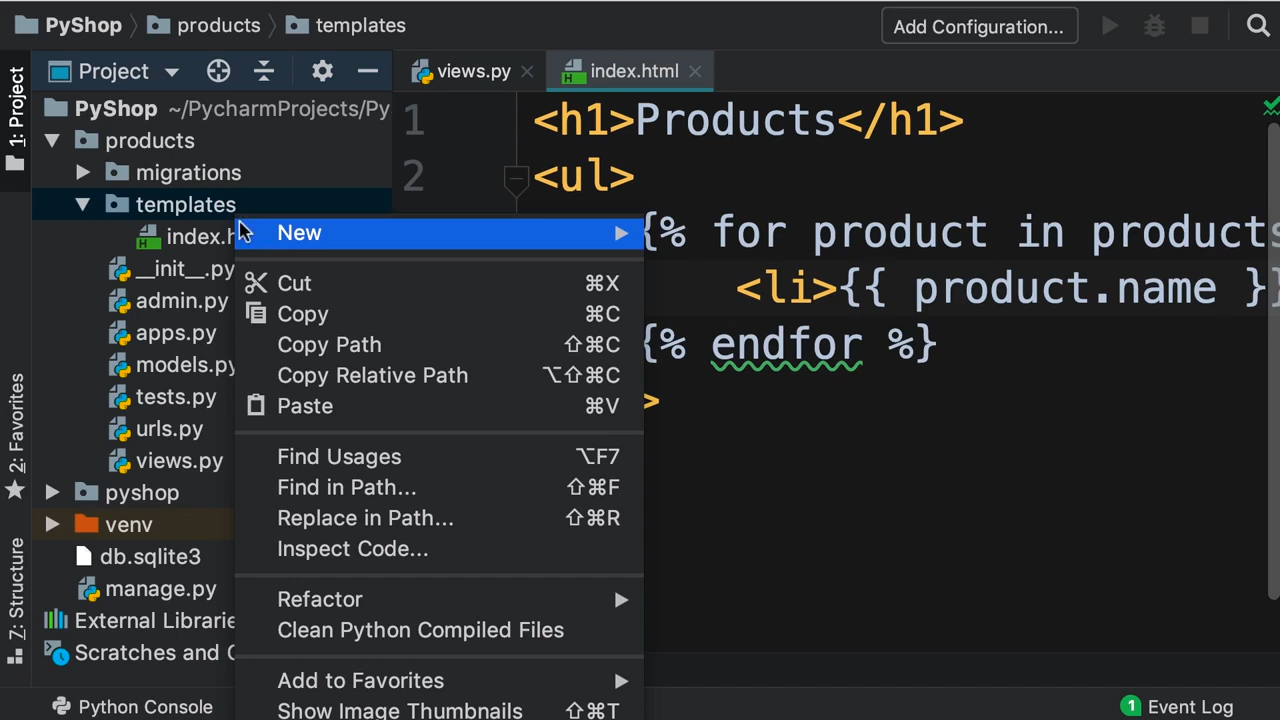 PyShop
products
templates
Add Configuration...
1: Project
2: Favorites
7: Structure
Project
PyShop ~/PycharmProjects/Py
products
migrations
templates
index.h
__init__.py
admin.py
apps.py
models.py
tests.py
urls.py
views.py
pyshop
venv
db.sqlite3
manage.py
External Librarie
Scratches and C
views.py
index.html
1 <h1>Products</h1>
2 <ul>
{% for product in products
<li>{{ product.name }}
{% endfor %}
>
New
Cut ⌘X
Copy ⌘C
Copy Path ⇧⌘C
Copy Relative Path ⌥⇧⌘C
Paste ⌘V
Find Usages ⌥F7
Find in Path... ⇧⌘F
Replace in Path... ⇧⌘R
Inspect Code...
Refactor
Clean Python Compiled Files
Add to Favorites
Show Image Thumbnails ⇧⌘T
Python Console
1 Event Log